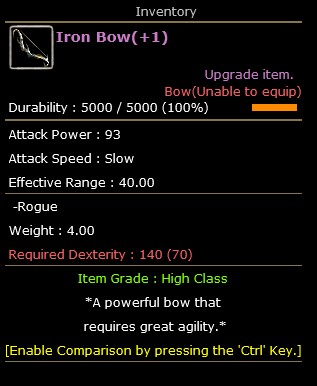 Inventory
Iron Bow(+1)
Upgrade item.
Bow(Unable to equip)
Durability : 5000 / 5000 (100%)
Attack Power : 93
Attack Speed : Slow
Effective Range : 40.00
-Rogue
Weight : 4.00
Required Dexterity : 140 (70)
Item Grade : High Class
*A powerful bow that
requires great agility.*
[Enable Comparison by pressing the 'Ctrl' Key.]